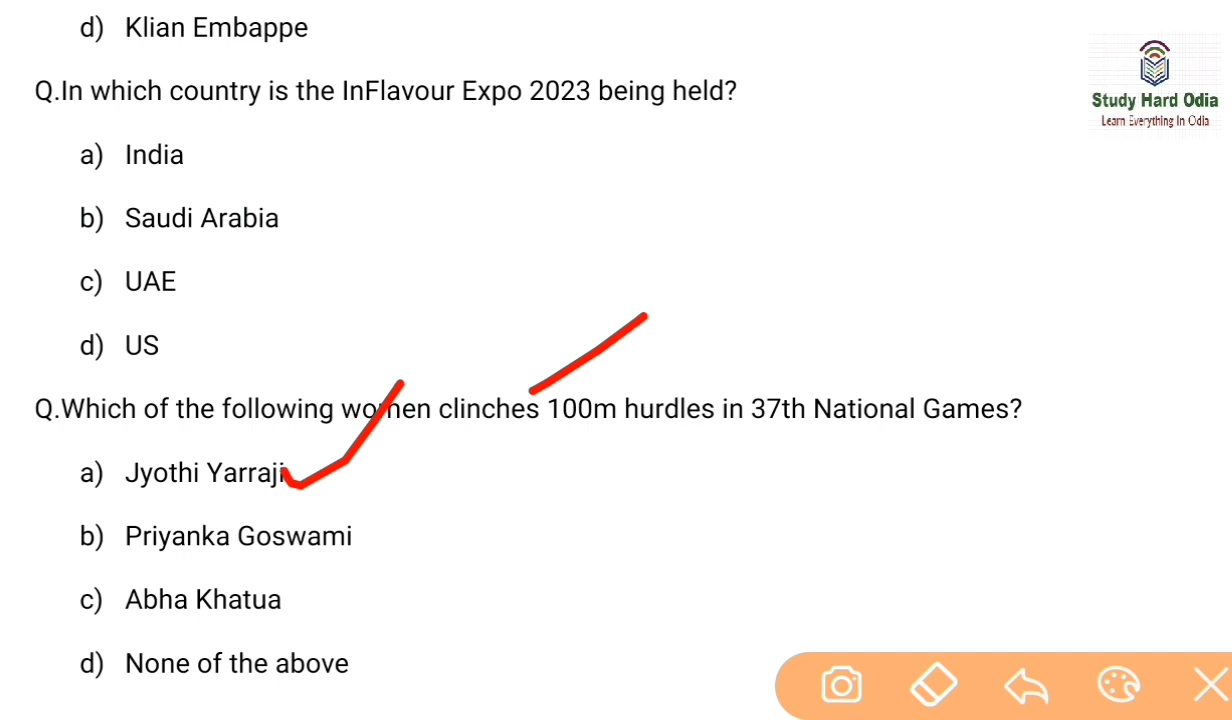 d) Klian Embappe
Study Hard Odia
Learn Everything In Odia
Q.In which country is the InFlavour Expo 2023 being held?
a) India
b) Saudi Arabia
c) UAE
d) US
Q.Which of the following women clinches 100m hurdles in 37th National Games?
a) Jyothi Yarraji
b) Priyanka Goswami
c) Abha Khatua
d) None of the above